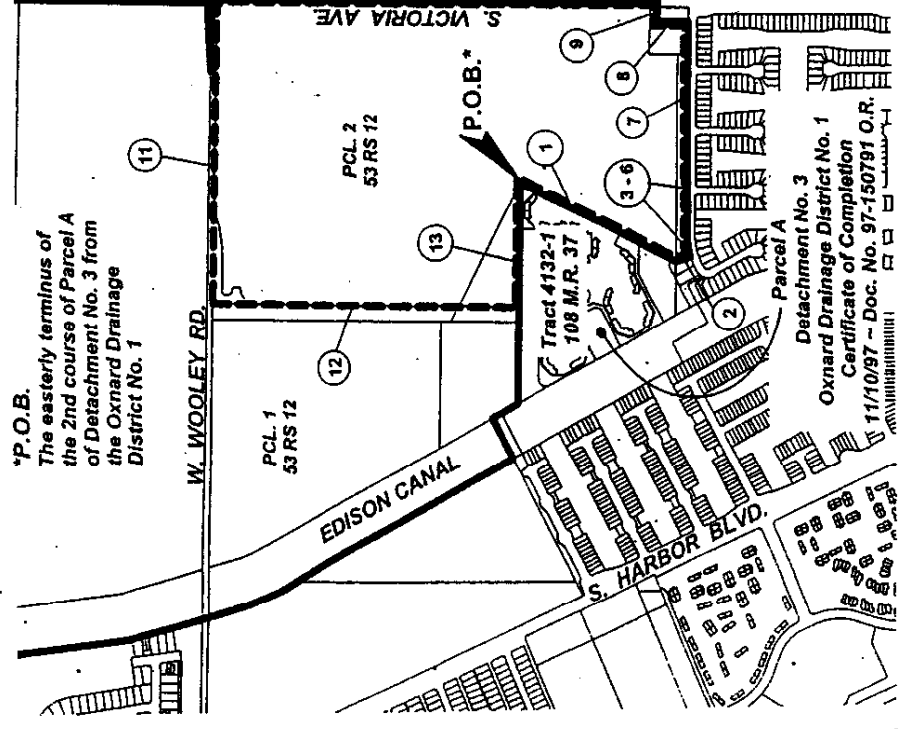 *P.O.B.
The easterly terminus of
the 2nd course of Parcel A
of Detachment No. 3 from
the Oxnard Drainage
District No. 1
W. WOOLEY RD.
S. VICTORIA AVE.
11
9
8
7
P.O.B.*
PCL. 2
53 RS 12
1
3 - 6
13
12
PCL. 1
53 RS 12
Tract 4132-1
108 M.R. 37
2
EDISON CANAL
S. HARBOR BLVD.
Parcel A
Detachment No. 3
Oxnard Drainage District No. 1
Certificate of Completion
11/10/97 ~ Doc. No. 97-150791 O.R.